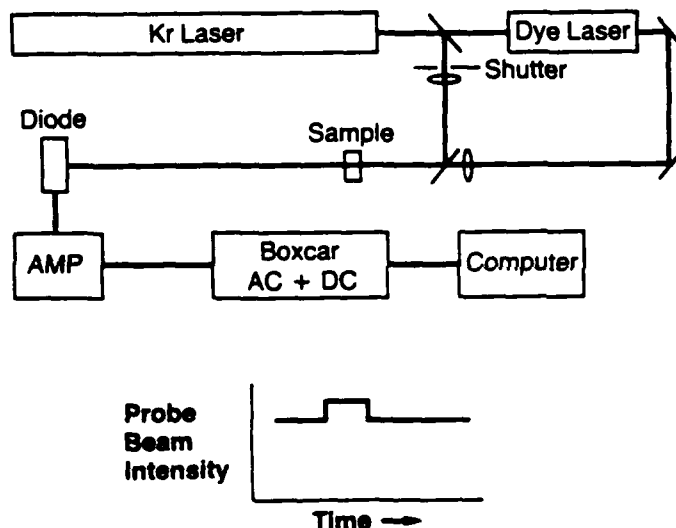 Kr Laser
Dye Laser
Shutter
Diode
Sample
AMP
Boxcar
AC + DC
Computer
Probe
Beam
Intensity
Time